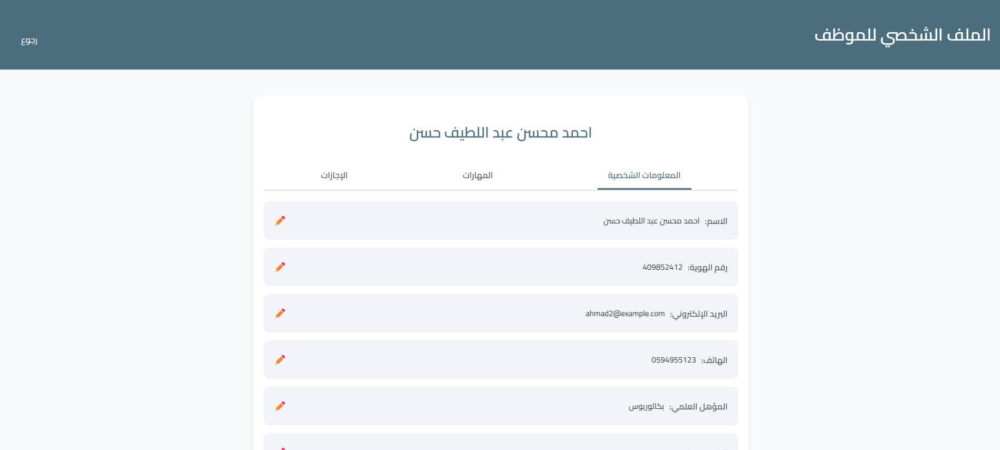 الملف الشخصي للموظف
رجوع
احمد محسن عبد اللطيف حسن
المعلومات الشخصية
المهارات
الإجازات
الاسم: احمد محسن عبد اللطيف حسن
رقم الهوية: 409852412
البريد الإلكتروني: ahmad2@example.com
الهاتف: 0594955123
المؤهل العلمي: بكالوريوس